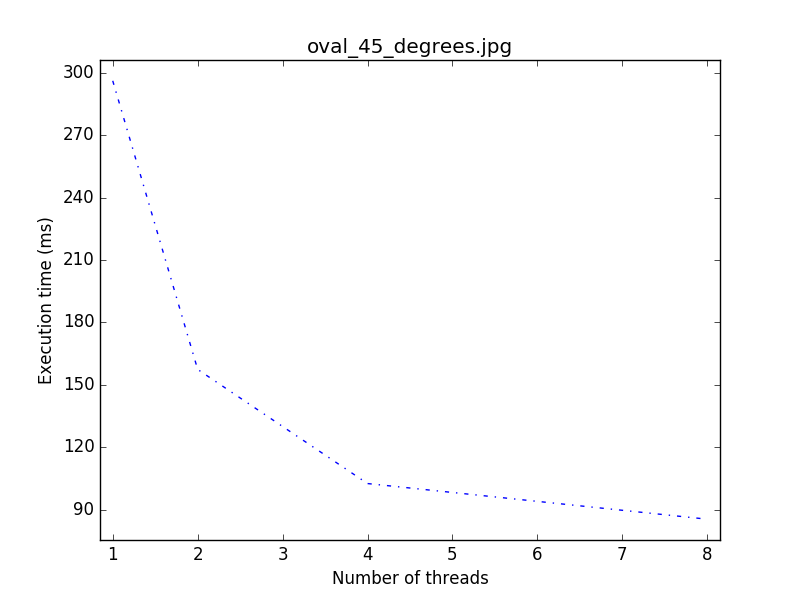 oval_45_degrees.jpg
300
270
240
210
180
150
120
90
Execution time (ms)
1 2 3 4 5 6 7 8
Number of threads